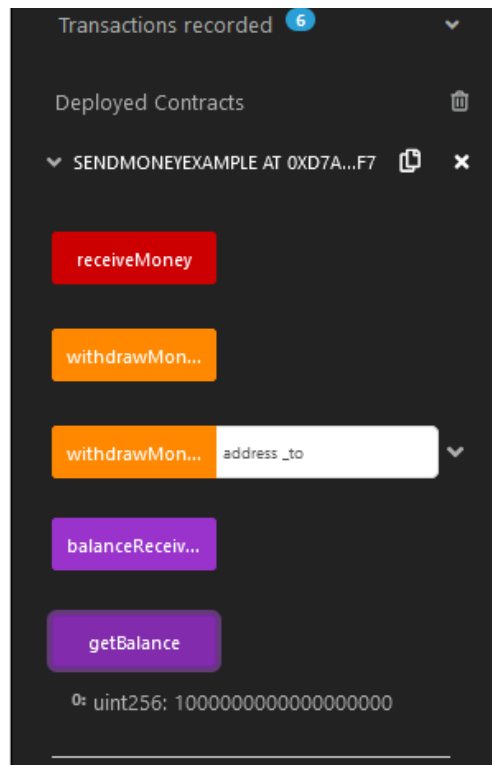 Transactions recorded 6
Deployed Contracts
SENDMONEYEXAMPLE AT 0XD7A...F7
receiveMoney
withdrawMon...
withdrawMon... address _to
balanceReceiv...
getBalance
0: uint256: 1000000000000000000